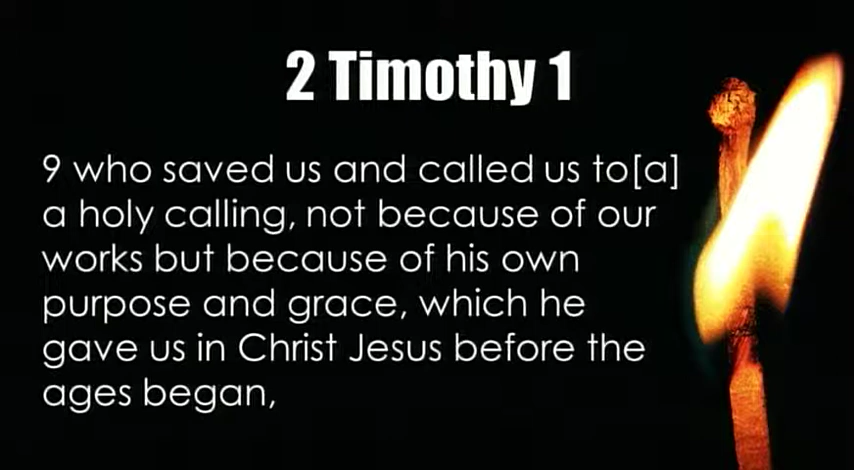 2 Timothy 1
9 who saved us and called us to[a]
a holy calling, not because of our
works but because of his own
purpose and grace, which he
gave us in Christ Jesus before the
ages began,